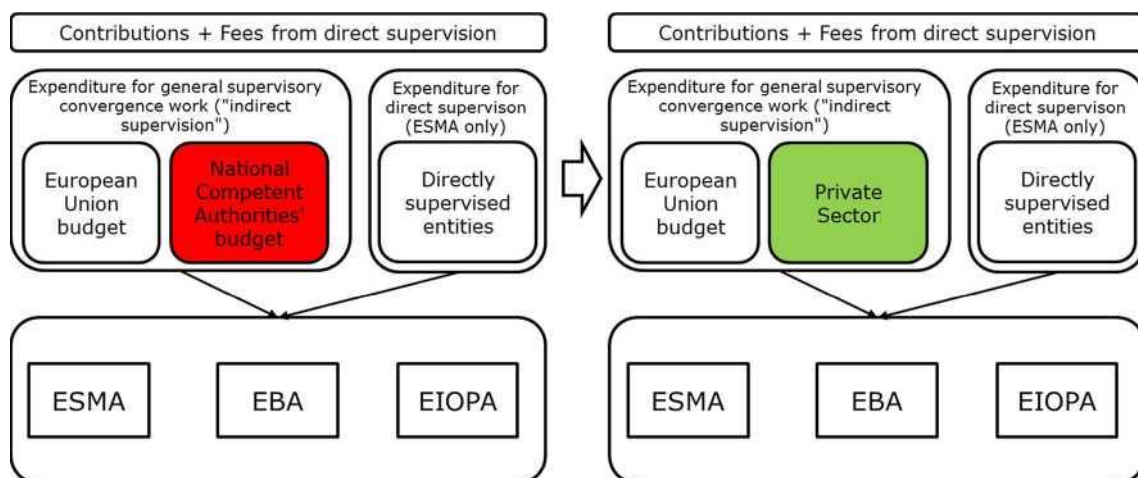 Contributions + Fees from direct supervision
Expenditure for general supervisory
convergence work ("indirect
supervision")
Expenditure for
direct supervison
(ESMA only)
European
Union
budget
National
Competent
Authorities'
budget
Directly
supervised
entities
ESMA
EBA
EIOPA
Contributions + Fees from direct supervision
Expenditure for general supervisory
convergence work ("indirect
supervision")
Expenditure for
direct supervison
(ESMA only)
European
Union
budget
Private
Sector
Directly
supervised
entities
ESMA
EBA
EIOPA